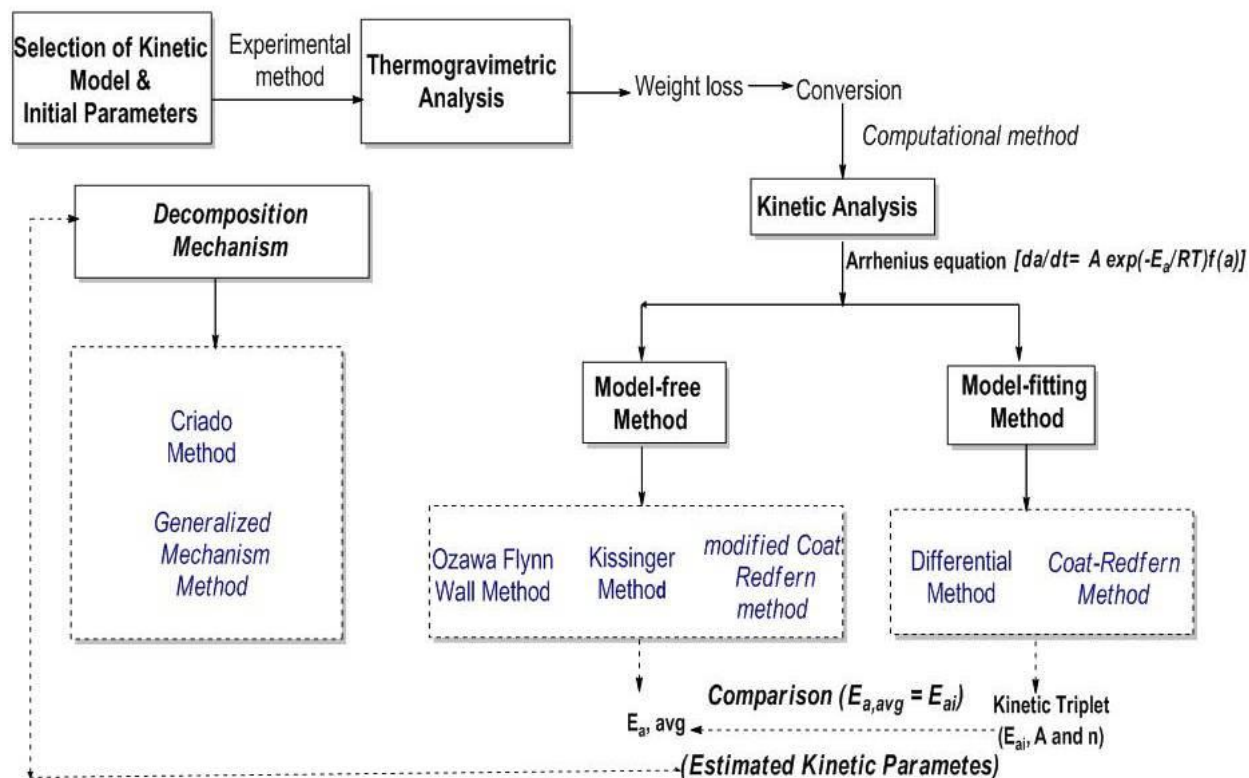 Selection of Kinetic
Model &
Initial Parameters
Experimental
method
Thermogravimetric
Analysis
Weight loss
Conversion
Computational method
Kinetic Analysis
Arrhenius equation [da/dt= A exp(-Ea/RT)f(a)]
Decomposition
Mechanism
Criado
Method
Generalized
Mechanism
Method
Model-free
Method
Model-fitting
Method
Ozawa Flynn
Wall Method
Kissinger
Method
modified Coat
Redfern
method
Differential
Method
Coat-Redfern
Method
Comparison (Ea,avg = Eai)
Ea, avg
Kinetic Triplet
(Eai, A and n)
(Estimated Kinetic Parametes)